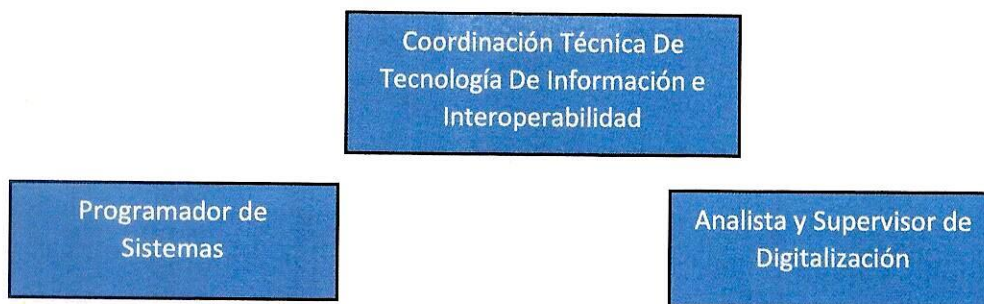 Coordinación Técnica De
Tecnología De Información e
Interoperabilidad
Programador de
Sistemas
Analista y Supervisor de
Digitalización